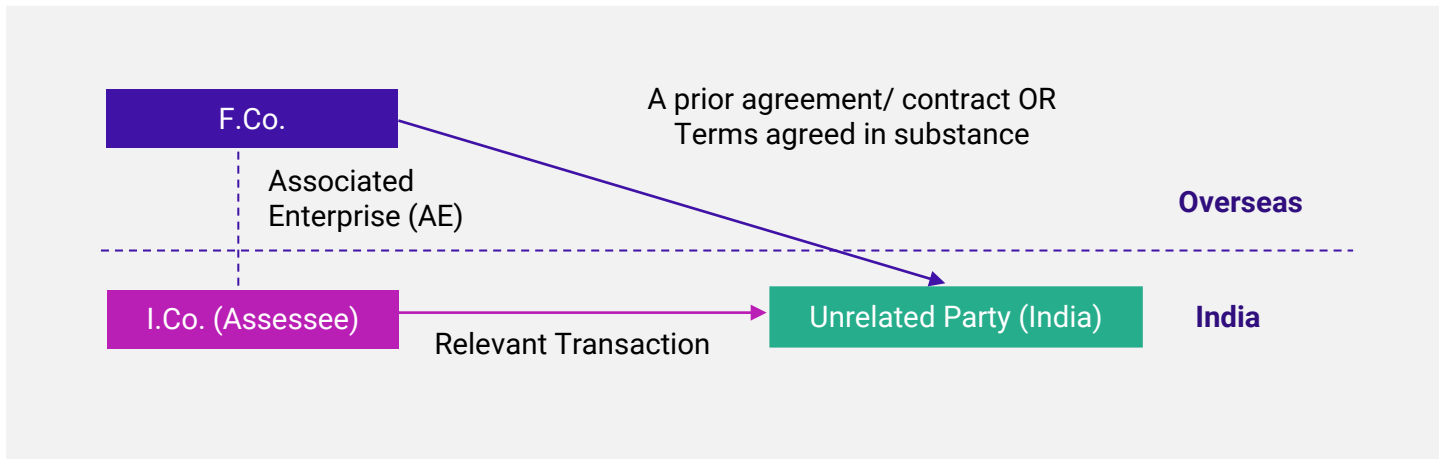 F.Co.
A prior agreement/ contract OR
Terms agreed in substance
Associated
Enterprise (AE)
Overseas
I.Co. (Assessee)
Relevant Transaction
Unrelated Party (India)
India